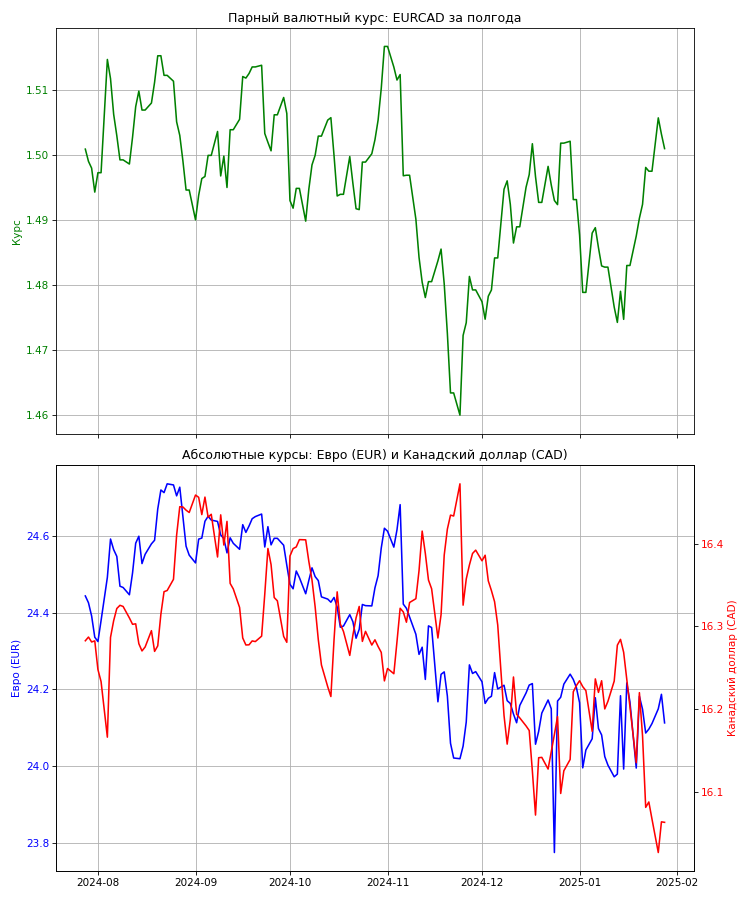 Парный валютный курс: EURCAD за полгода
1.51
1.50
1.49
1.48
1.47
1.46
Курс
Абсолютные курсы: Евро (EUR) и Канадский доллар (CAD)
24.6
24.4
24.2
24.0
23.8
Евро (EUR)
16.4
16.3
16.2
16.1
Канадский доллар (CAD)
2024-08 2024-09 2024-10 2024-11 2024-12 2025-01 2025-02